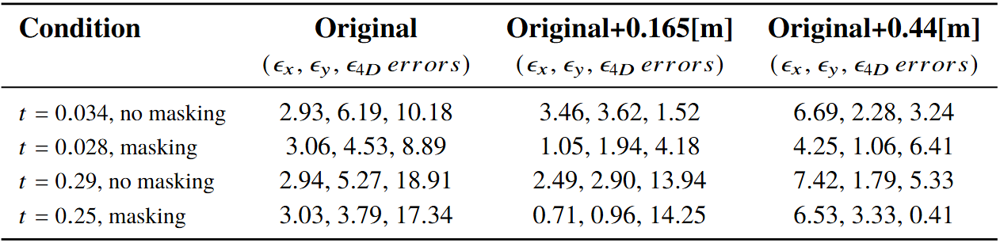 Condition Original Original+0.165[m] Original+0.44[m]
(ϵx, ϵy, ϵ4D errors) (ϵx, ϵy, ϵ4D errors) (ϵx, ϵy, ϵ4D errors)
t = 0.034, no masking 2.93, 6.19, 10.18 3.46, 3.62, 1.52 6.69, 2.28, 3.24
t = 0.028, masking 3.06, 4.53, 8.89 1.05, 1.94, 4.18 4.25, 1.06, 6.41
t = 0.29, no masking 2.94, 5.27, 18.91 2.49, 2.90, 13.94 7.42, 1.79, 5.33
t = 0.25, masking 3.03, 3.79, 17.34 0.71, 0.96, 14.25 6.53, 3.33, 0.41